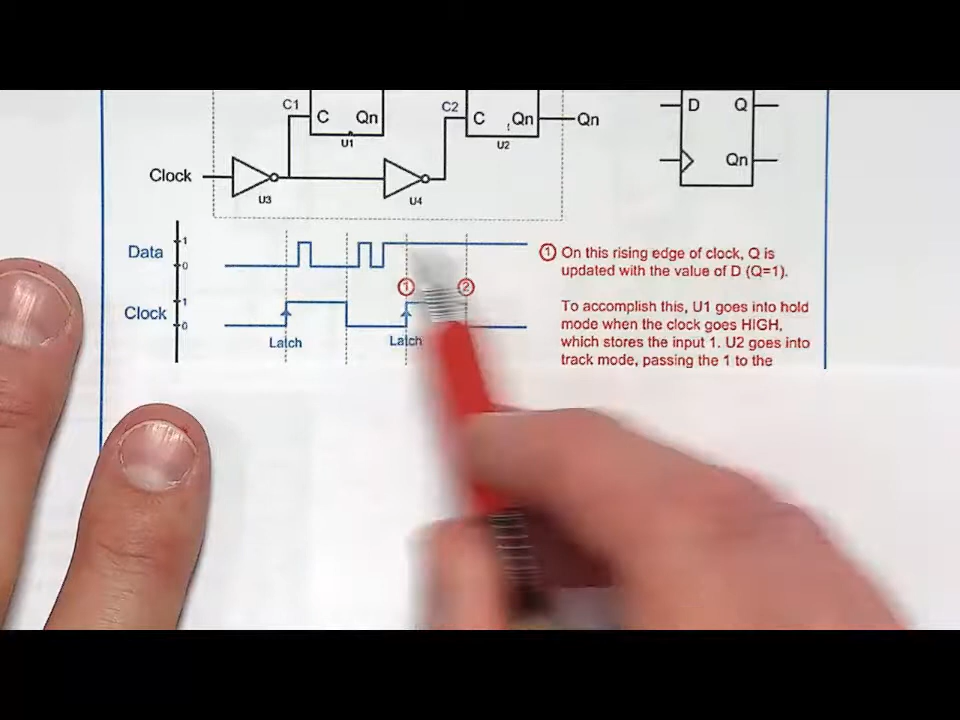 C1
C Qn
U1
C2
C Qn
U2
Qn
D Q
Qn
Clock
U3
U4
Data
1
0
1 On this rising edge of clock, Q is
updated with the value of D (Q=1).
1 2
Clock
1
0
Latch
Latch
To accomplish this, U1 goes into hold
mode when the clock goes HIGH,
which stores the input 1. U2 goes into
track mode, passing the 1 to the